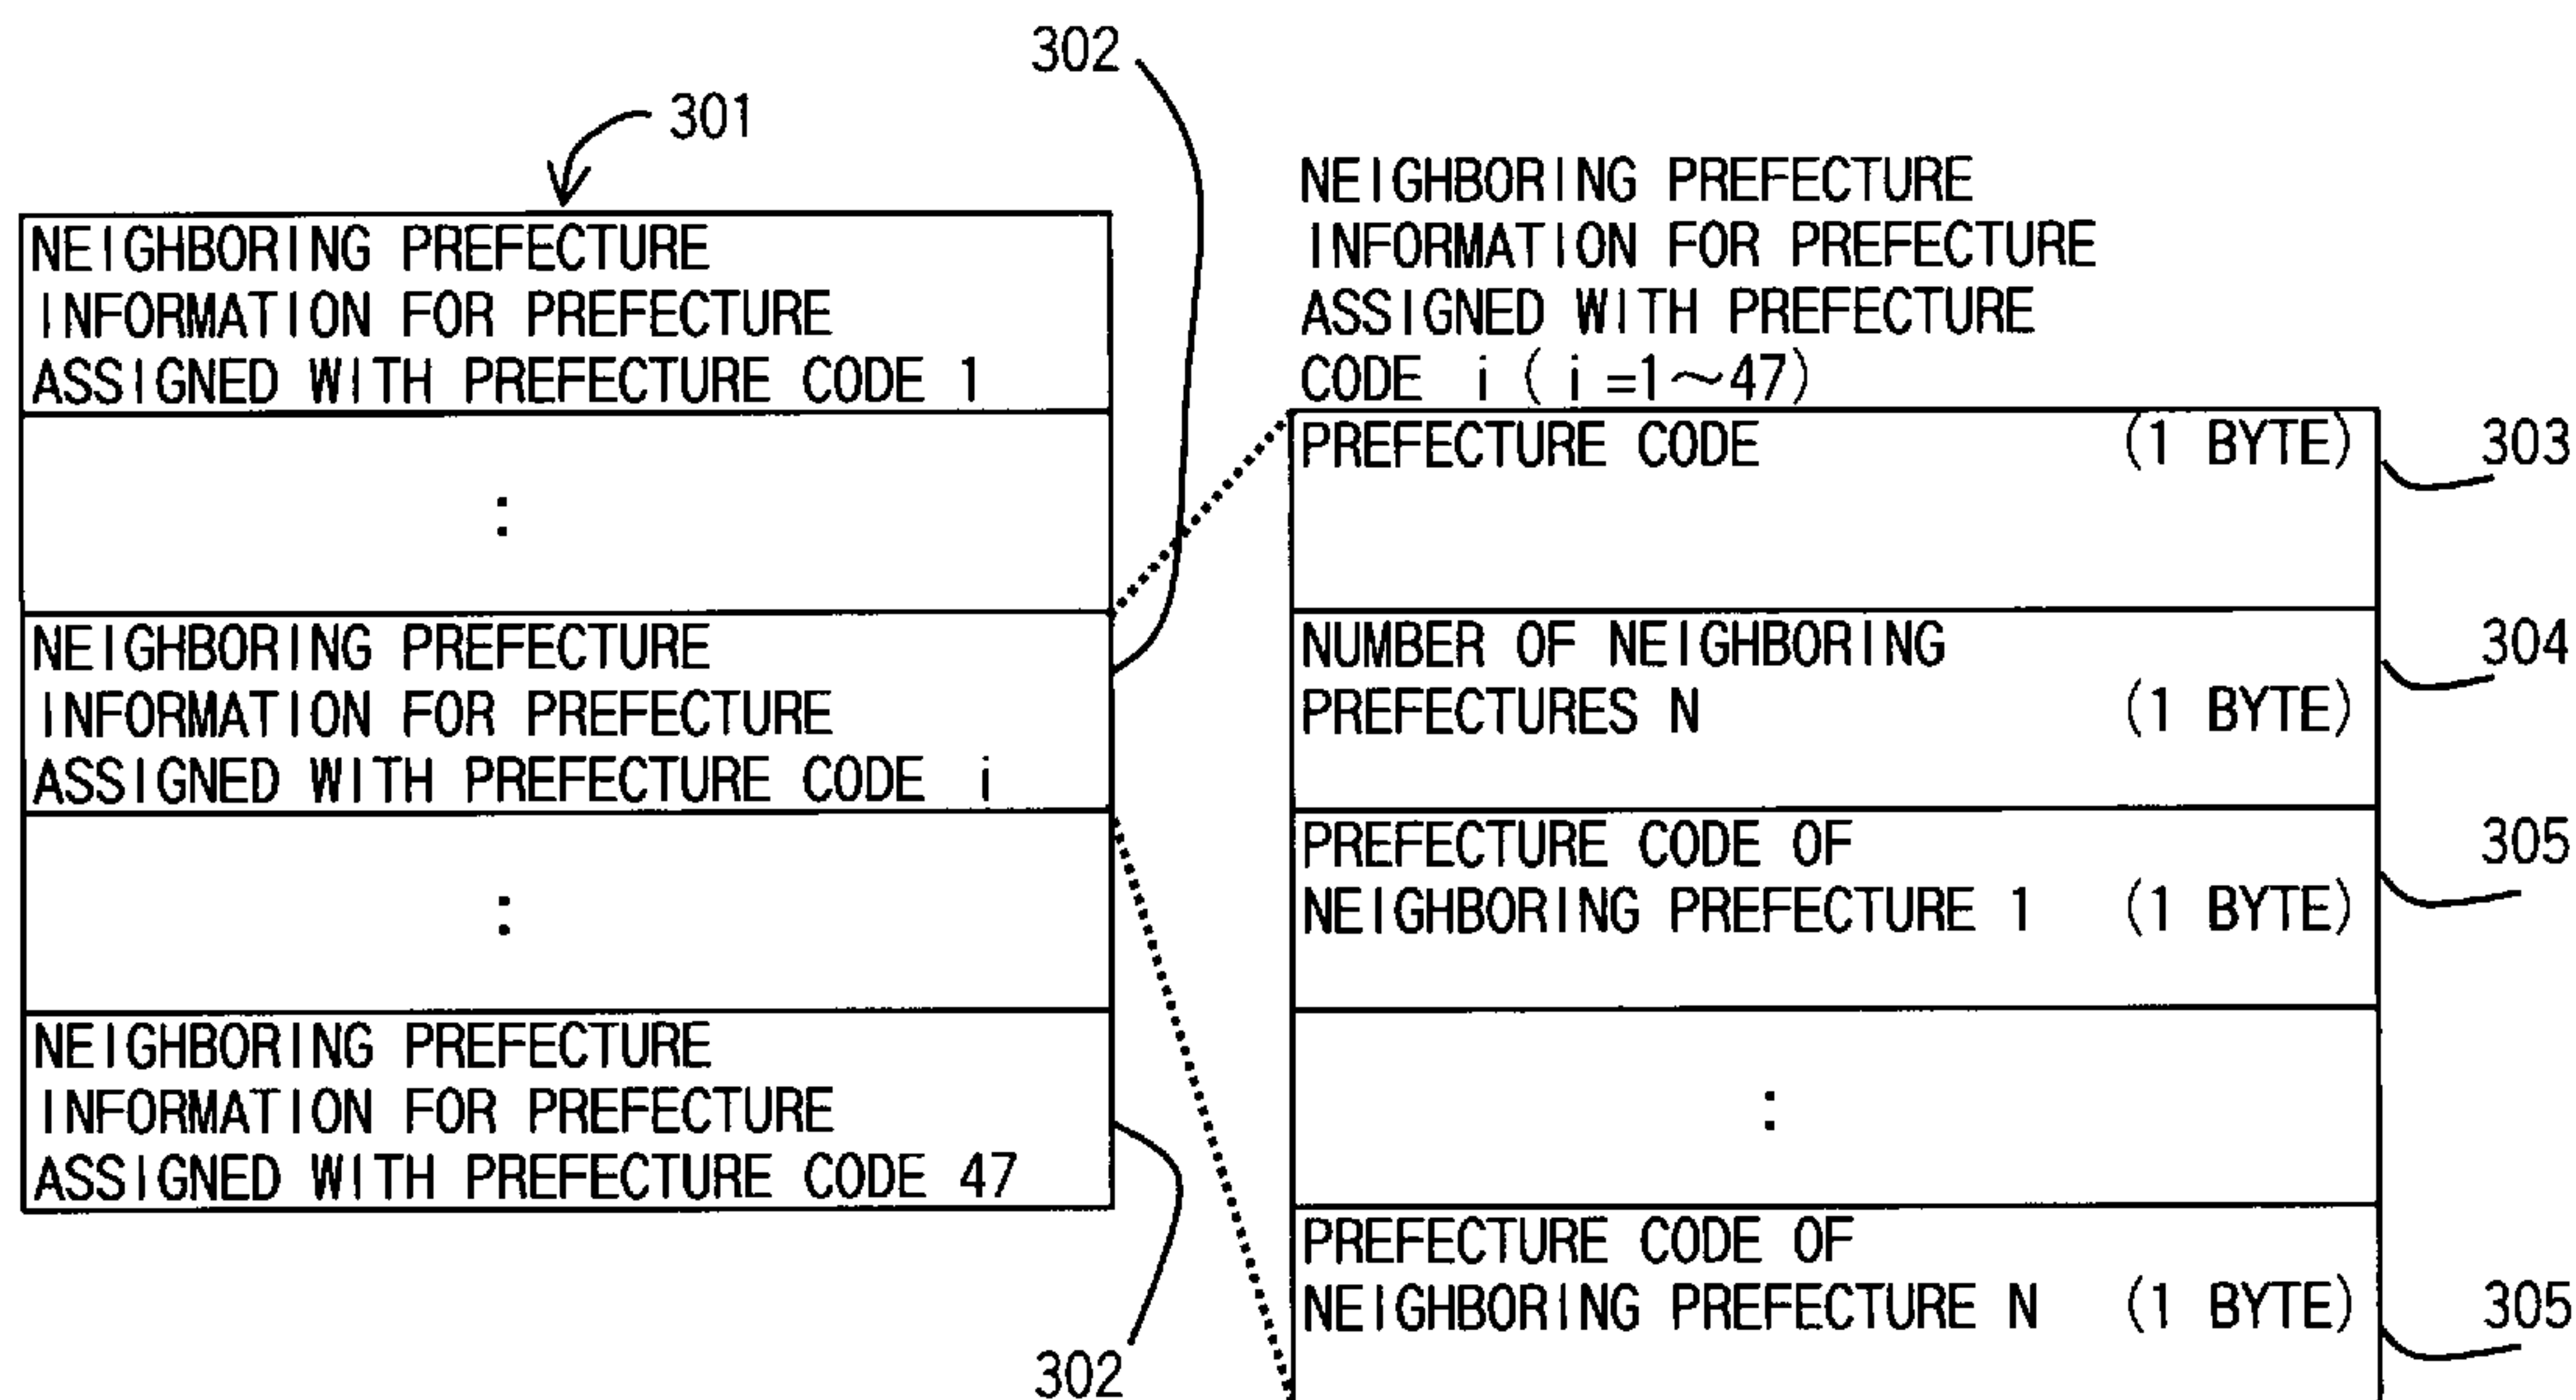 302
301
NEIGHBORING PREFECTURE
INFORMATION FOR PREFECTURE
ASSIGNED WITH PREFECTURE CODE 1
:
NEIGHBORING PREFECTURE
INFORMATION FOR PREFECTURE
ASSIGNED WITH PREFECTURE CODE i
:
NEIGHBORING PREFECTURE
INFORMATION FOR PREFECTURE
ASSIGNED WITH PREFECTURE CODE 47
302
NEIGHBORING PREFECTURE
INFORMATION FOR PREFECTURE
ASSIGNED WITH PREFECTURE
CODE i (i=1〜47)
PREFECTURE CODE (1 BYTE) 303
NUMBER OF NEIGHBORING 304
PREFECTURES N (1 BYTE)
PREFECTURE CODE OF 305
NEIGHBORING PREFECTURE 1 (1 BYTE)
:
PREFECTURE CODE OF
NEIGHBORING PREFECTURE N (1 BYTE) 305